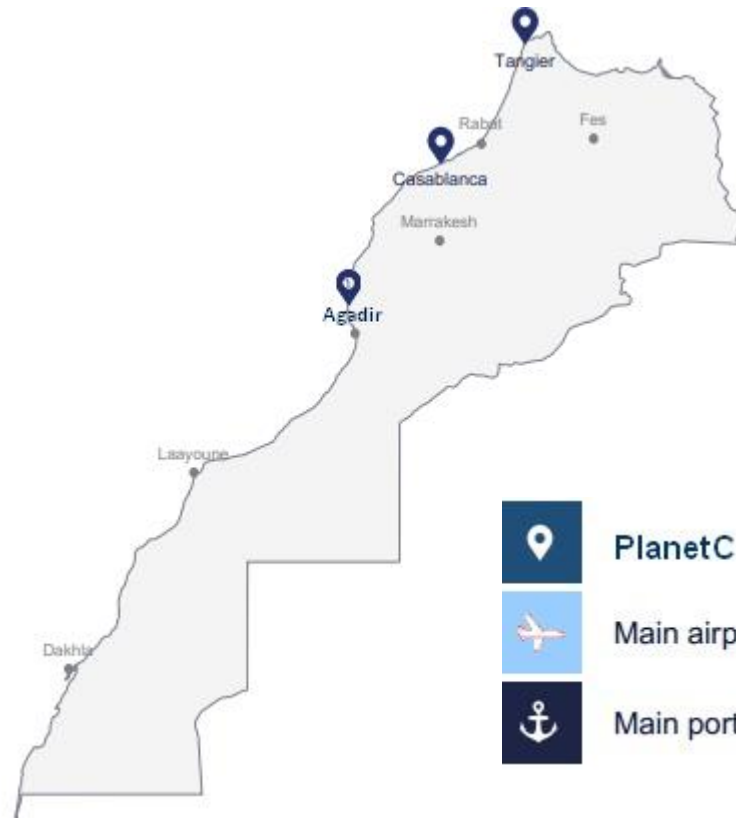 Tangier
Rabat
Fes
Casablanca
Marrakesh
Agadir
Laayoune
Dakhla
PlanetC
Main airp
Main port